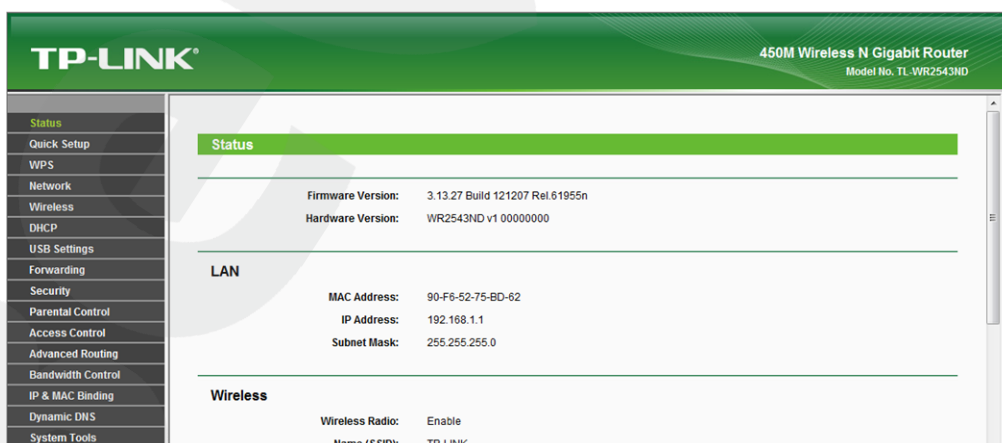 TP-LINK®
450M Wireless N Gigabit Router
Model No. TL-WR2543ND
Status
Quick Setup
WPS
Network
Wireless
DHCP
USB Settings
Forwarding
Security
Parental Control
Access Control
Advanced Routing
Bandwidth Control
IP & MAC Binding
Dynamic DNS
System Tools
Status
Firmware Version: 3.13.27 Build 121207 Rel.61955n
Hardware Version: WR2543ND v1 00000000
LAN
MAC Address: 90-F6-52-75-BD-62
IP Address: 192.168.1.1
Subnet Mask: 255.255.255.0
Wireless
Wireless Radio: Enable
Name (SSID): TP-LINK